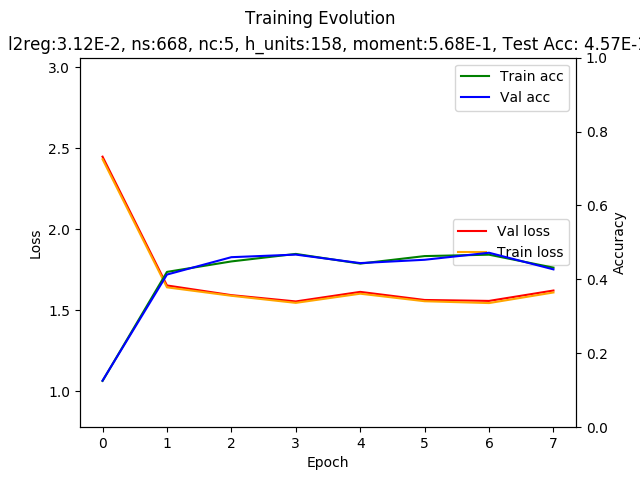 Training Evolution
l2reg:3.12E-2, ns:668, nc:5, h_units:158, moment:5.68E-1, Test Acc: 4.57E-1
3.0
2.5
2.0
1.5
1.0
Loss
1.0
0.8
0.6
0.4
0.2
0.0
Accuracy
Train acc
Val acc
Val loss
Train loss
0 1 2 3 4 5 6 7
Epoch